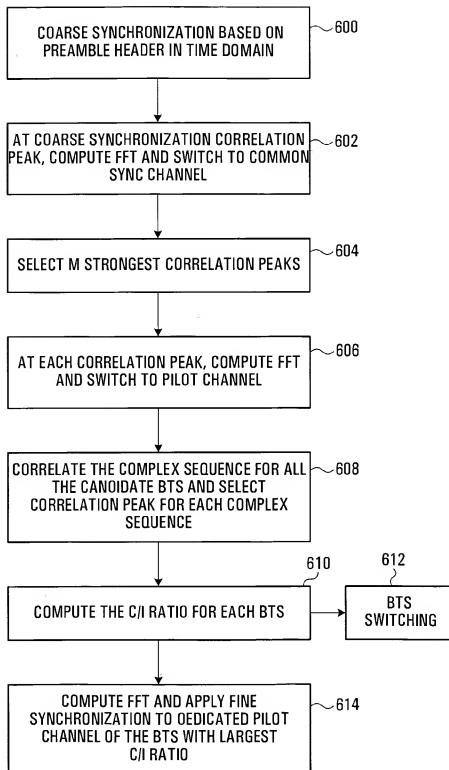 COARSE SYNCHRONIZATION BASED ON
PREAMBLE HEADER IN TIME DOMAIN
600
AT COARSE SYNCHRONIZATION CORRELATION
PEAK, COMPUTE FFT AND SWITCH TO COMMON
SYNC CHANNEL
602
SELECT M STRONGEST CORRELATION PEAKS
604
AT EACH CORRELATION PEAK, COMPUTE FFT
AND SWITCH TO PILOT CHANNEL
606
CORRELATE THE COMPLEX SEQUENCE FOR ALL
THE CANOIDATE BTS AND SELECT
CORRELATION PEAK FOR EACH COMPLEX
SEQUENCE
608
COMPUTE THE C/I RATIO FOR EACH BTS
610
BTS
SWITCHING
612
COMPUTE FFT AND APPLY FINE
SYNCHRONIZATION TO OEDICATED PILOT
CHANNEL OF THE BTS WITH LARGEST
C/I RATIO
614